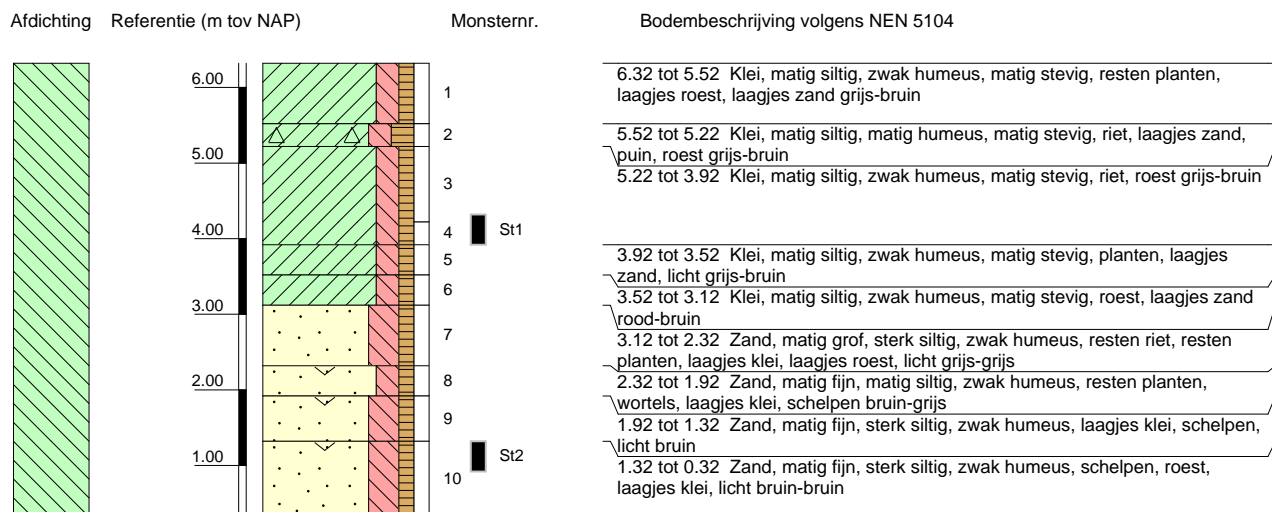 Afdichting Referentie (m tov NAP) Monsternr. Bodembeschrijving volgens NEN 5104
6.00
5.00
4.00
3.00
2.00
1.00
1
2
3
4
5
6
7
8
9
10
St1
St2
6.32 tot 5.52 Klei, matig siltig, zwak humeus, matig stevig, resten planten,
laagjes roest, laagjes zand grijs-bruin
5.52 tot 5.22 Klei, matig siltig, matig humeus, matig stevig, riet, laagjes zand,
puin, roest grijs-bruin
5.22 tot 3.92 Klei, matig siltig, zwak humeus, matig stevig, riet, roest grijs-bruin
3.92 tot 3.52 Klei, matig siltig, zwak humeus, matig stevig, planten, laagjes
zand, licht grijs-bruin
3.52 tot 3.12 Klei, matig siltig, zwak humeus, matig stevig, roest, laagjes zand
rood-bruin
3.12 tot 2.32 Zand, matig grof, sterk siltig, zwak humeus, resten riet, resten
planten, laagjes klei, laagjes roest, licht grijs-grijs
2.32 tot 1.92 Zand, matig fijn, matig siltig, zwak humeus, resten planten,
wortels, laagjes klei, schelpen bruin-grijs
1.92 tot 1.32 Zand, matig fijn, sterk siltig, zwak humeus, laagjes klei, schelpen,
licht bruin
1.32 tot 0.32 Zand, matig fijn, sterk siltig, zwak humeus, schelpen, roest,
laagjes klei, licht bruin-bruin